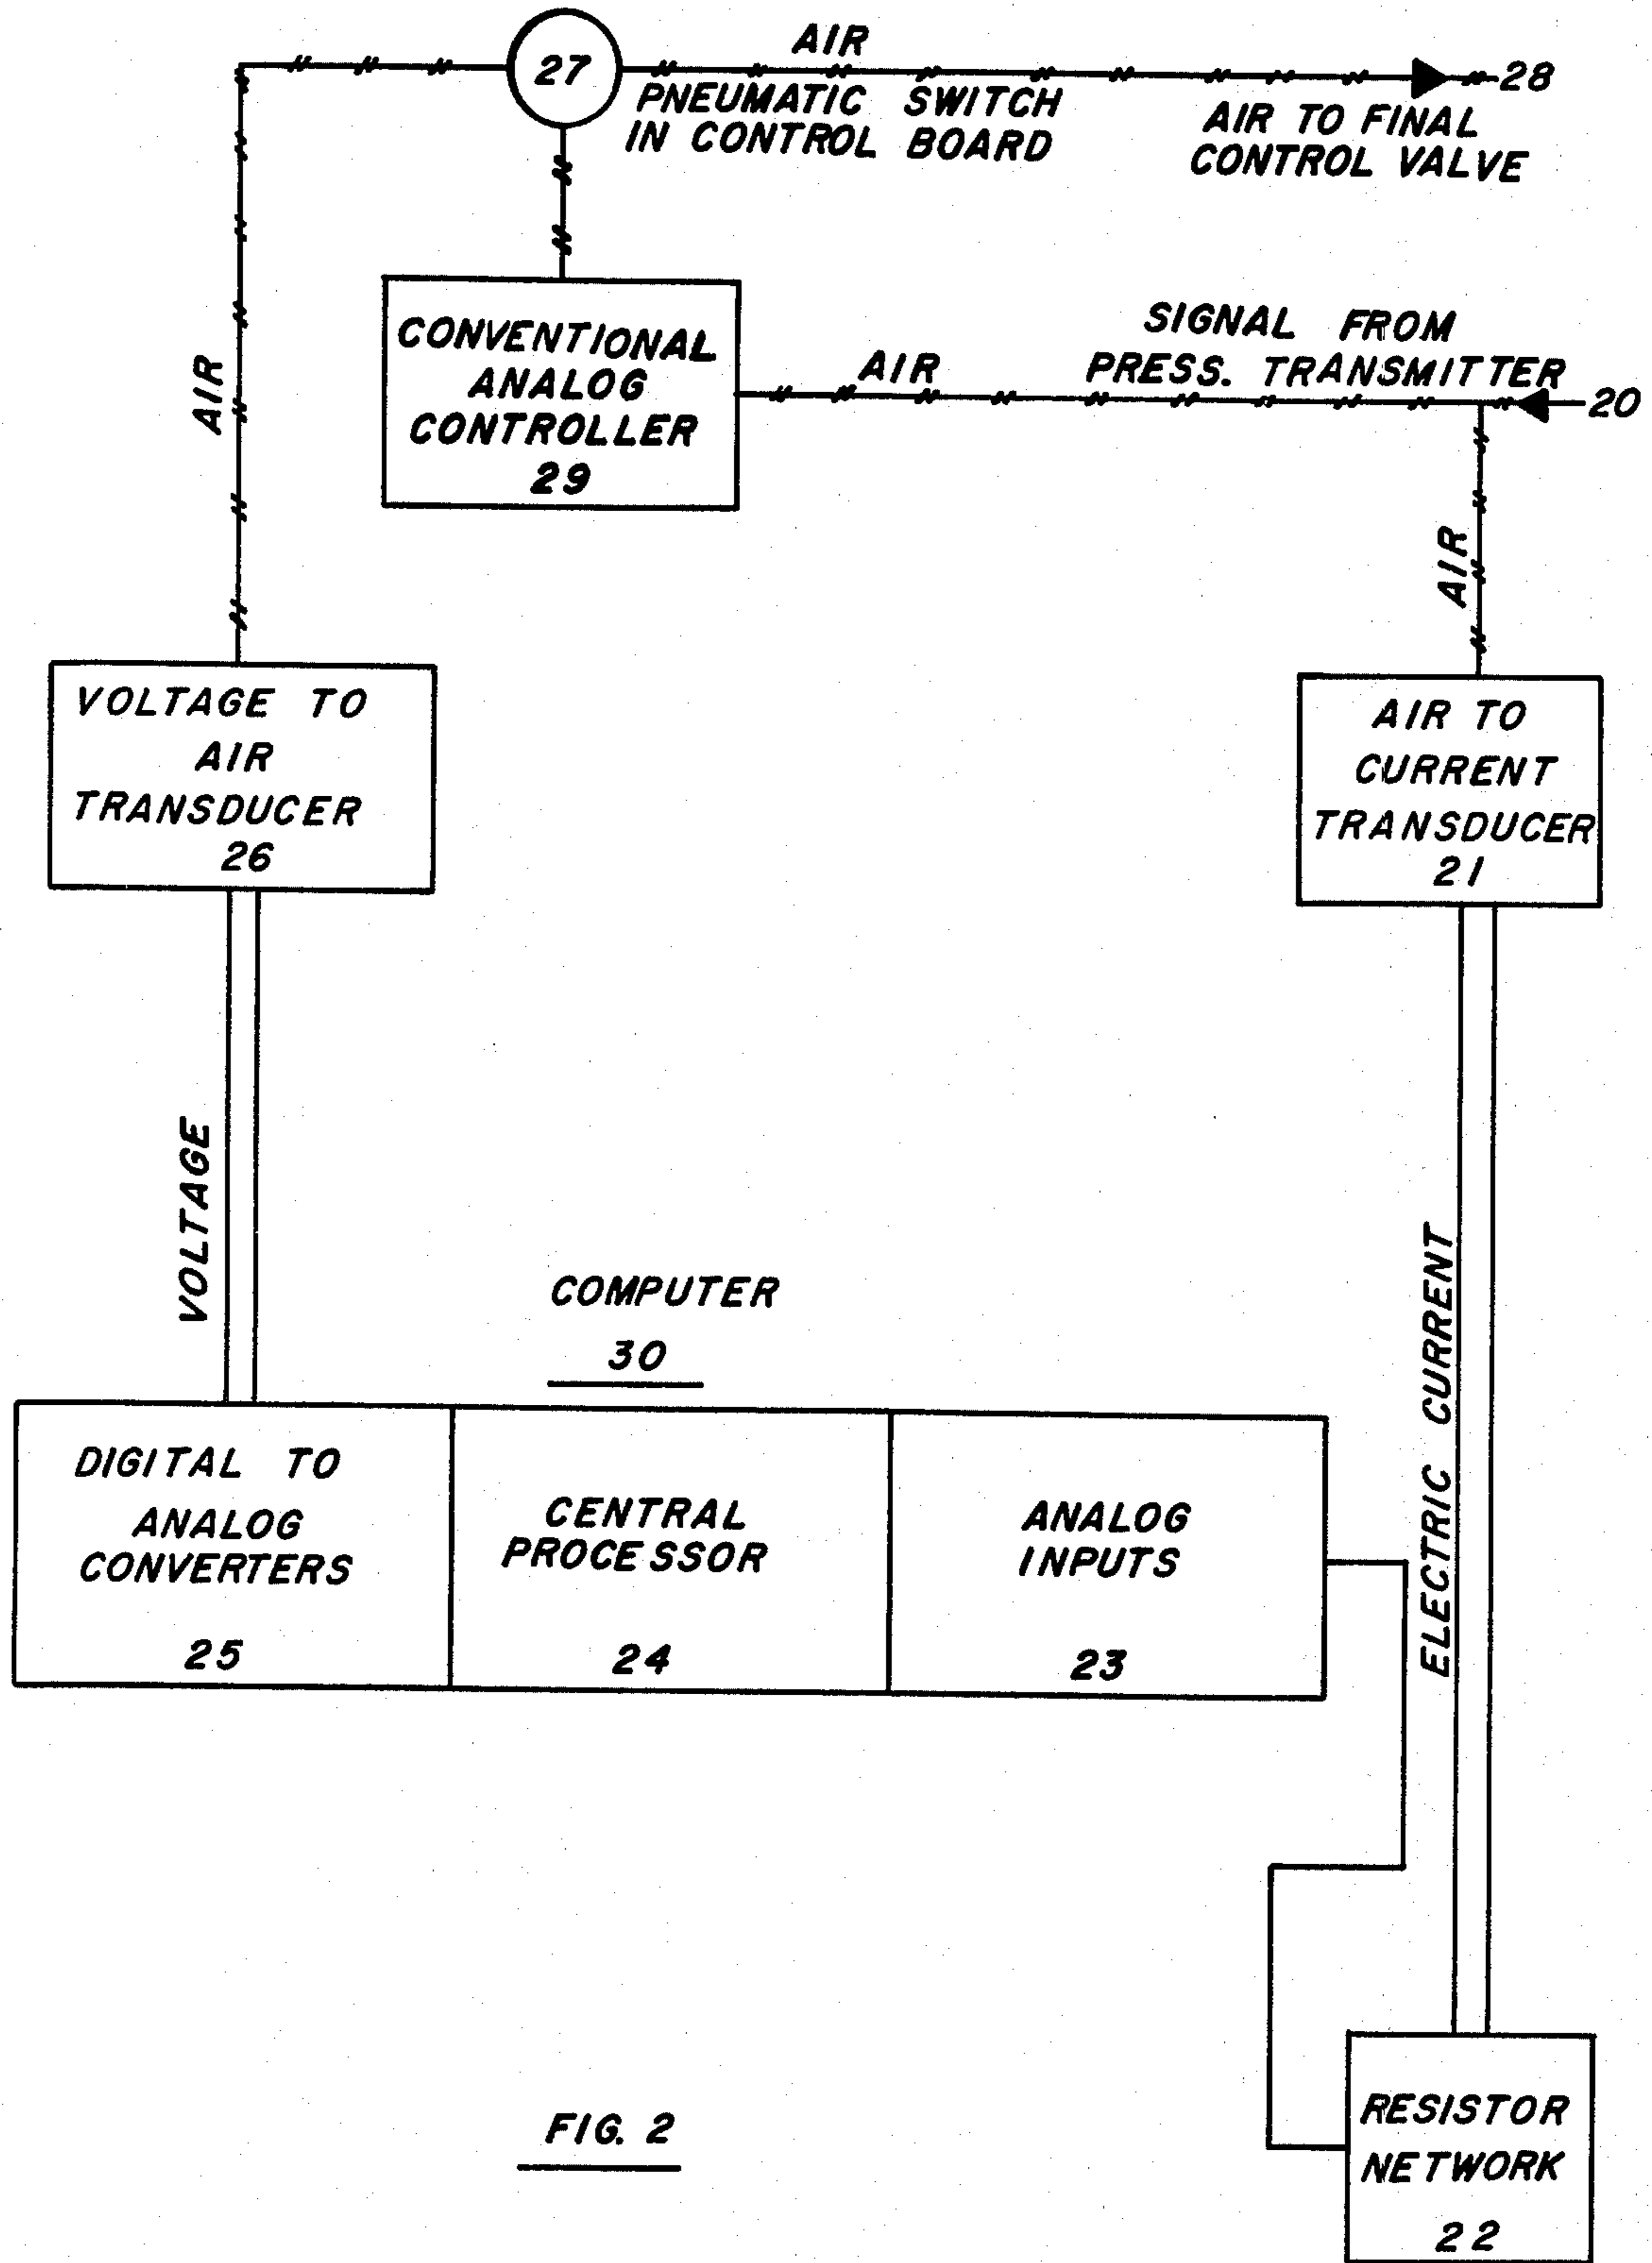 27
AIR
28
PNEUMATIC SWITCH
IN CONTROL BOARD
AIR TO FINAL
CONTROL VALVE
CONVENTIONAL
ANALOG
CONTROLLER
29
AIR
SIGNAL FROM
PRESS. TRANSMITTER
20
AIR
AIR
VOLTAGE TO
AIR
TRANSDUCER
26
AIR TO
CURRENT
TRANSDUCER
21
VOLTAGE
ELECTRIC CURRENT
COMPUTER
30
DIGITAL TO
ANALOG
CONVERTERS
25
CENTRAL
PROCESSOR
24
ANALOG
INPUTS
23
RESISTOR
NETWORK
22
FIG. 2